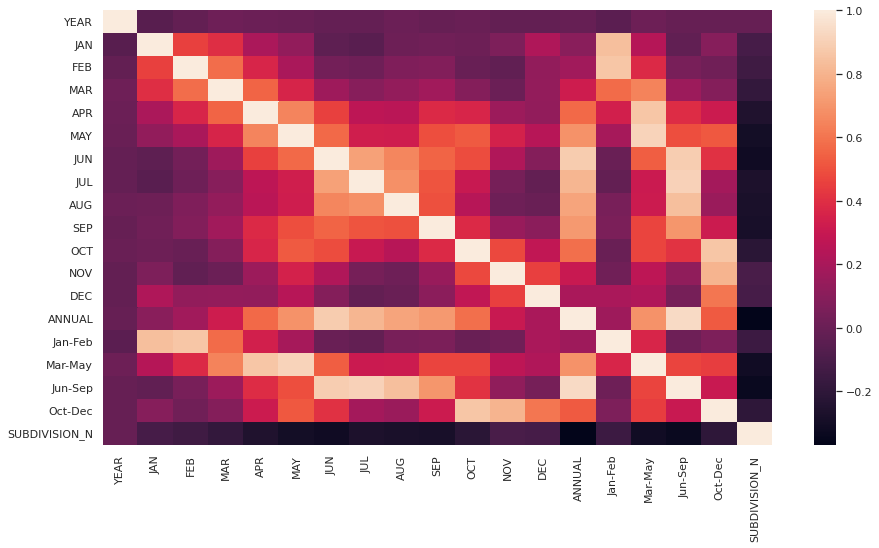 YEAR
JAN
FEB
MAR
APR
MAY
JUN
JUL
AUG
SEP
OCT
NOV
DEC
ANNUAL
Jan-Feb
Mar-May
Jun-Sep
Oct-Dec
SUBDIVISION_N
YEAR
JAN
FEB
MAR
APR
MAY
JUN
JUL
AUG
SEP
OCT
NOV
DEC
ANNUAL
Jan-Feb
Mar-May
Jun-Sep
Oct-Dec
SUBDIVISION_N
1.0
0.8
0.6
0.4
0.2
0.0
−0.2